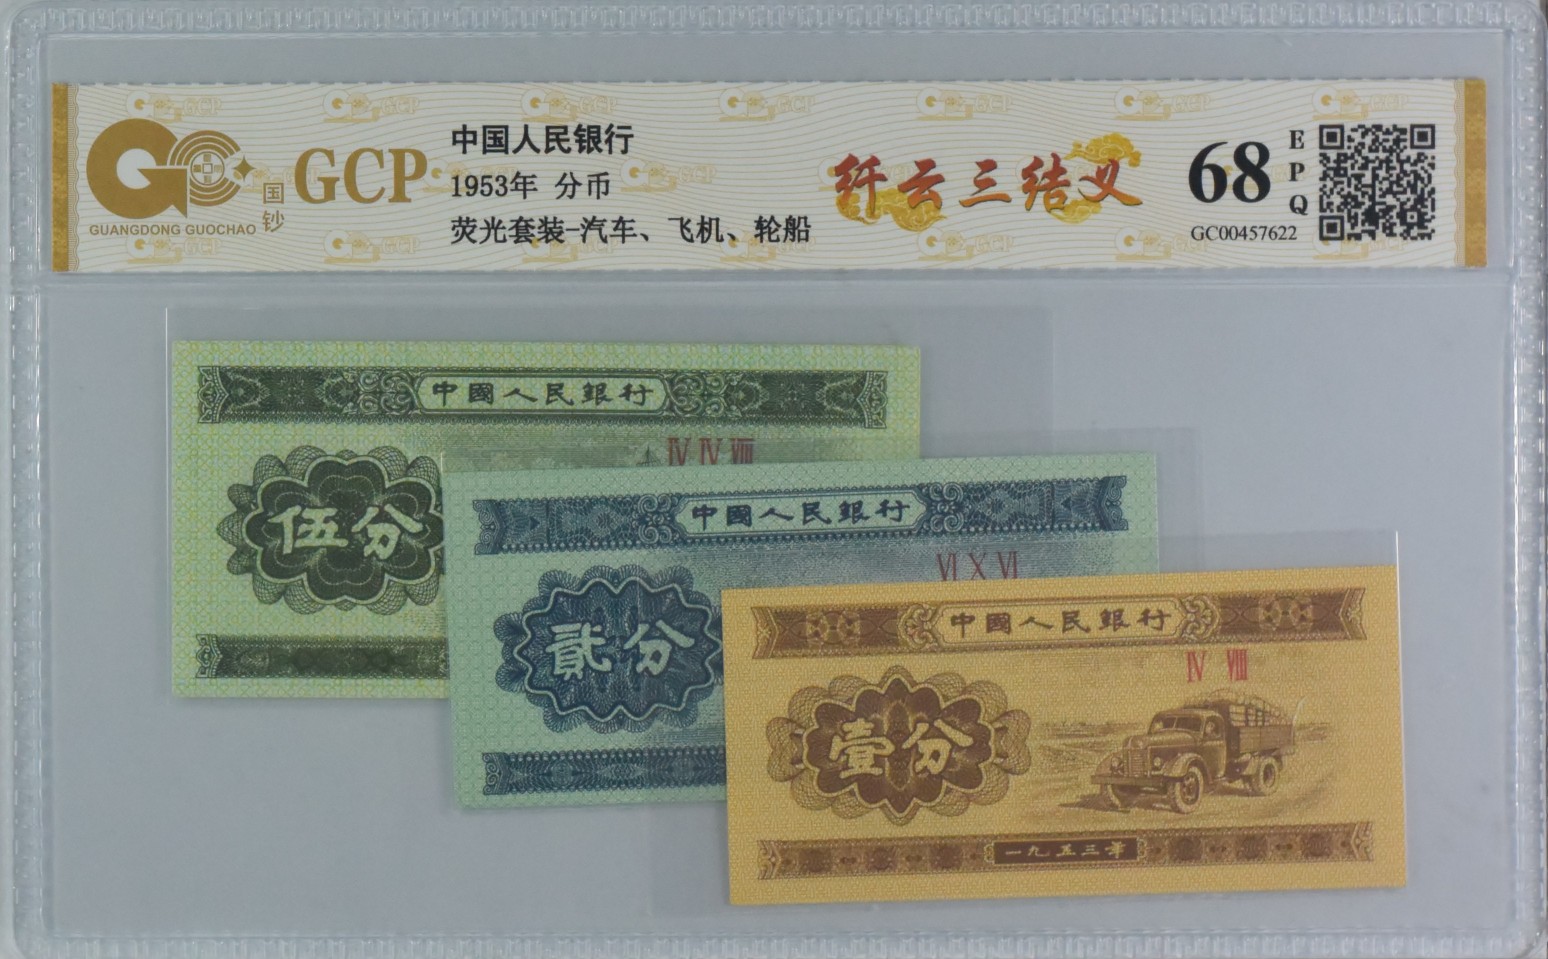 GUANGDONG GUOCHAO
国钞
GCP
中国人民银行
1953年 分币
荧光套装-汽车、飞机、轮船
纤云三结义
68
EPQ
GC00457622
中國人民銀行
IV IV VIII
伍分
中國人民銀行
VI X VI
貳分
中國人民銀行
IV VIII
壹分
一九五三年